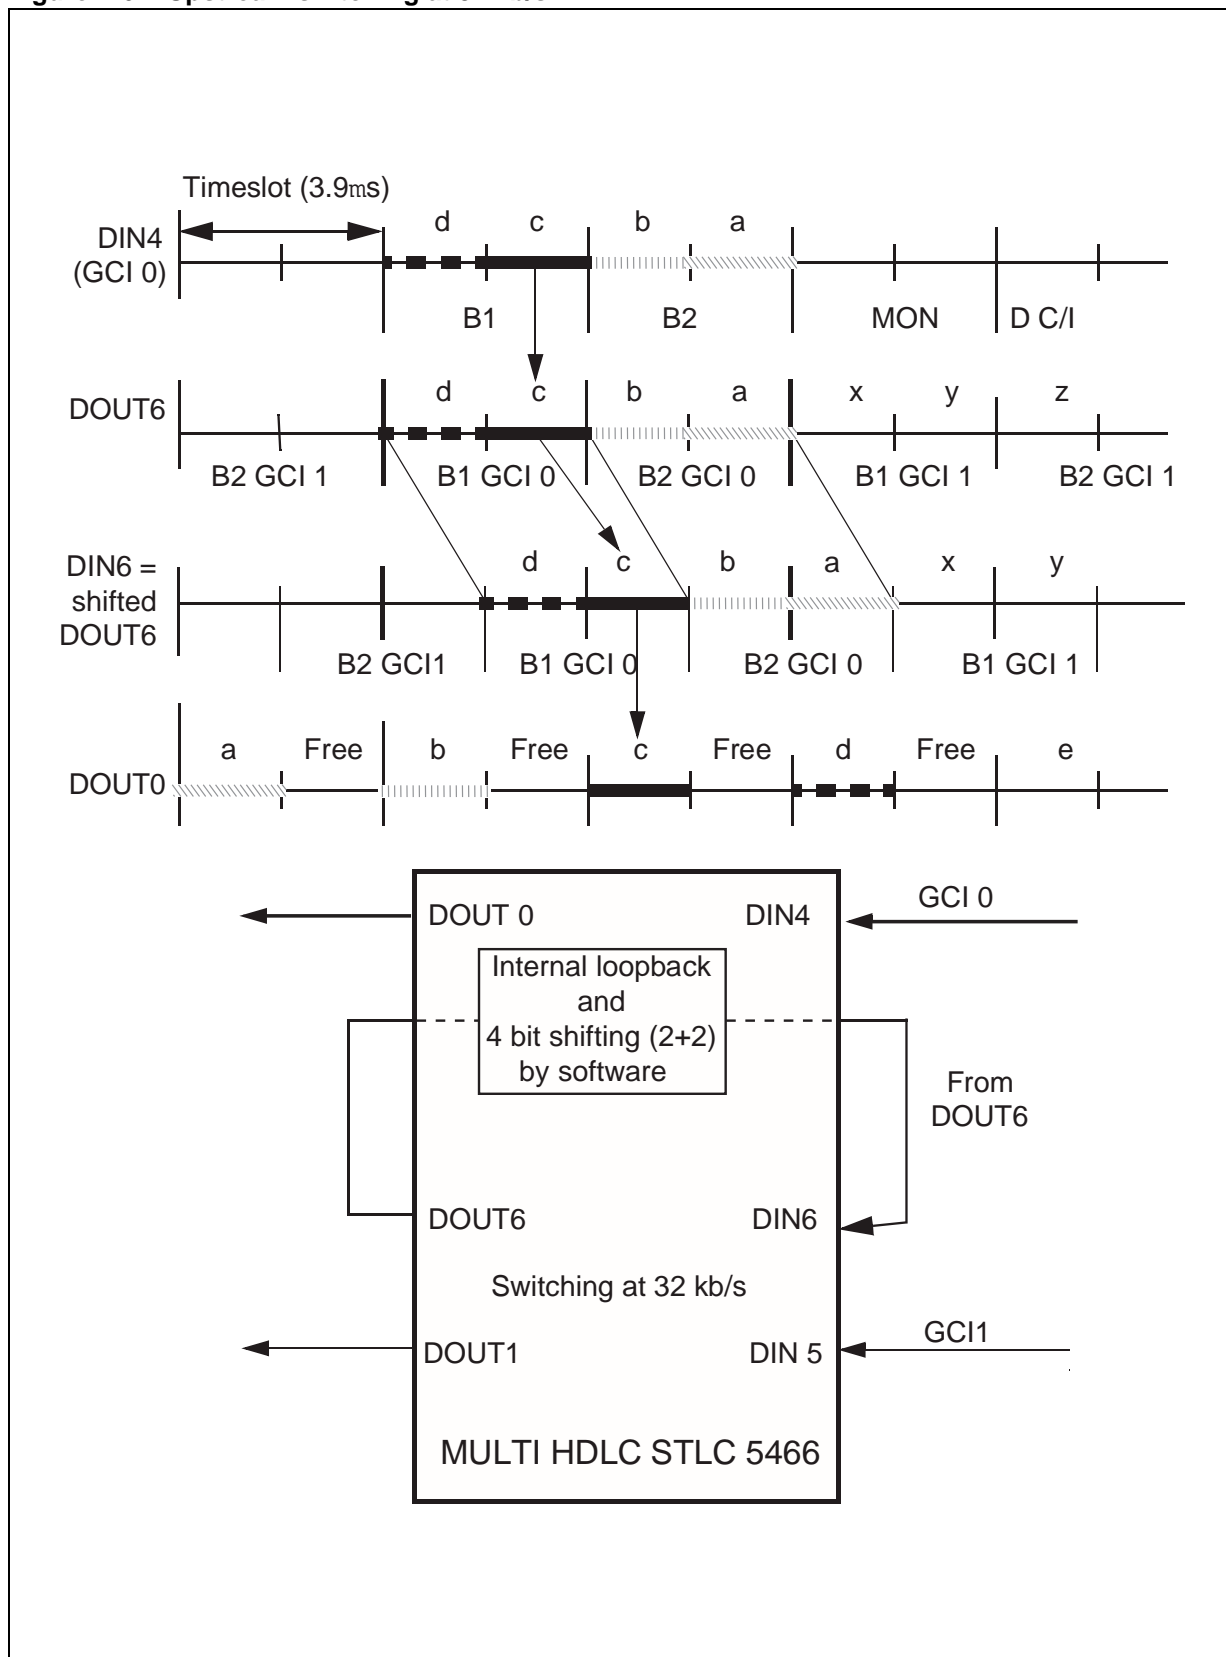 Timeslot (3.9ms)
DIN4
(GCI 0)
d c b a
B1 B2 MON D C/I
DOUT6
d c b a x y z
B2 GCI 1 B1 GCI 0 B2 GCI 0 B1 GCI 1 B2 GCI 1
DIN6 =
shifted
DOUT6
d c b a x y
B2 GCI1 B1 GCI 0 B2 GCI 0 B1 GCI 1
DOUT0
a Free b Free c Free d Free e
DOUT 0 DIN4 GCI 0
Internal loopback
and
4 bit shifting (2+2)
by software
From
DOUT6
DOUT6 DIN6
Switching at 32 kb/s
DOUT1 DIN 5 GCI1
MULTI HDLC STLC 5466